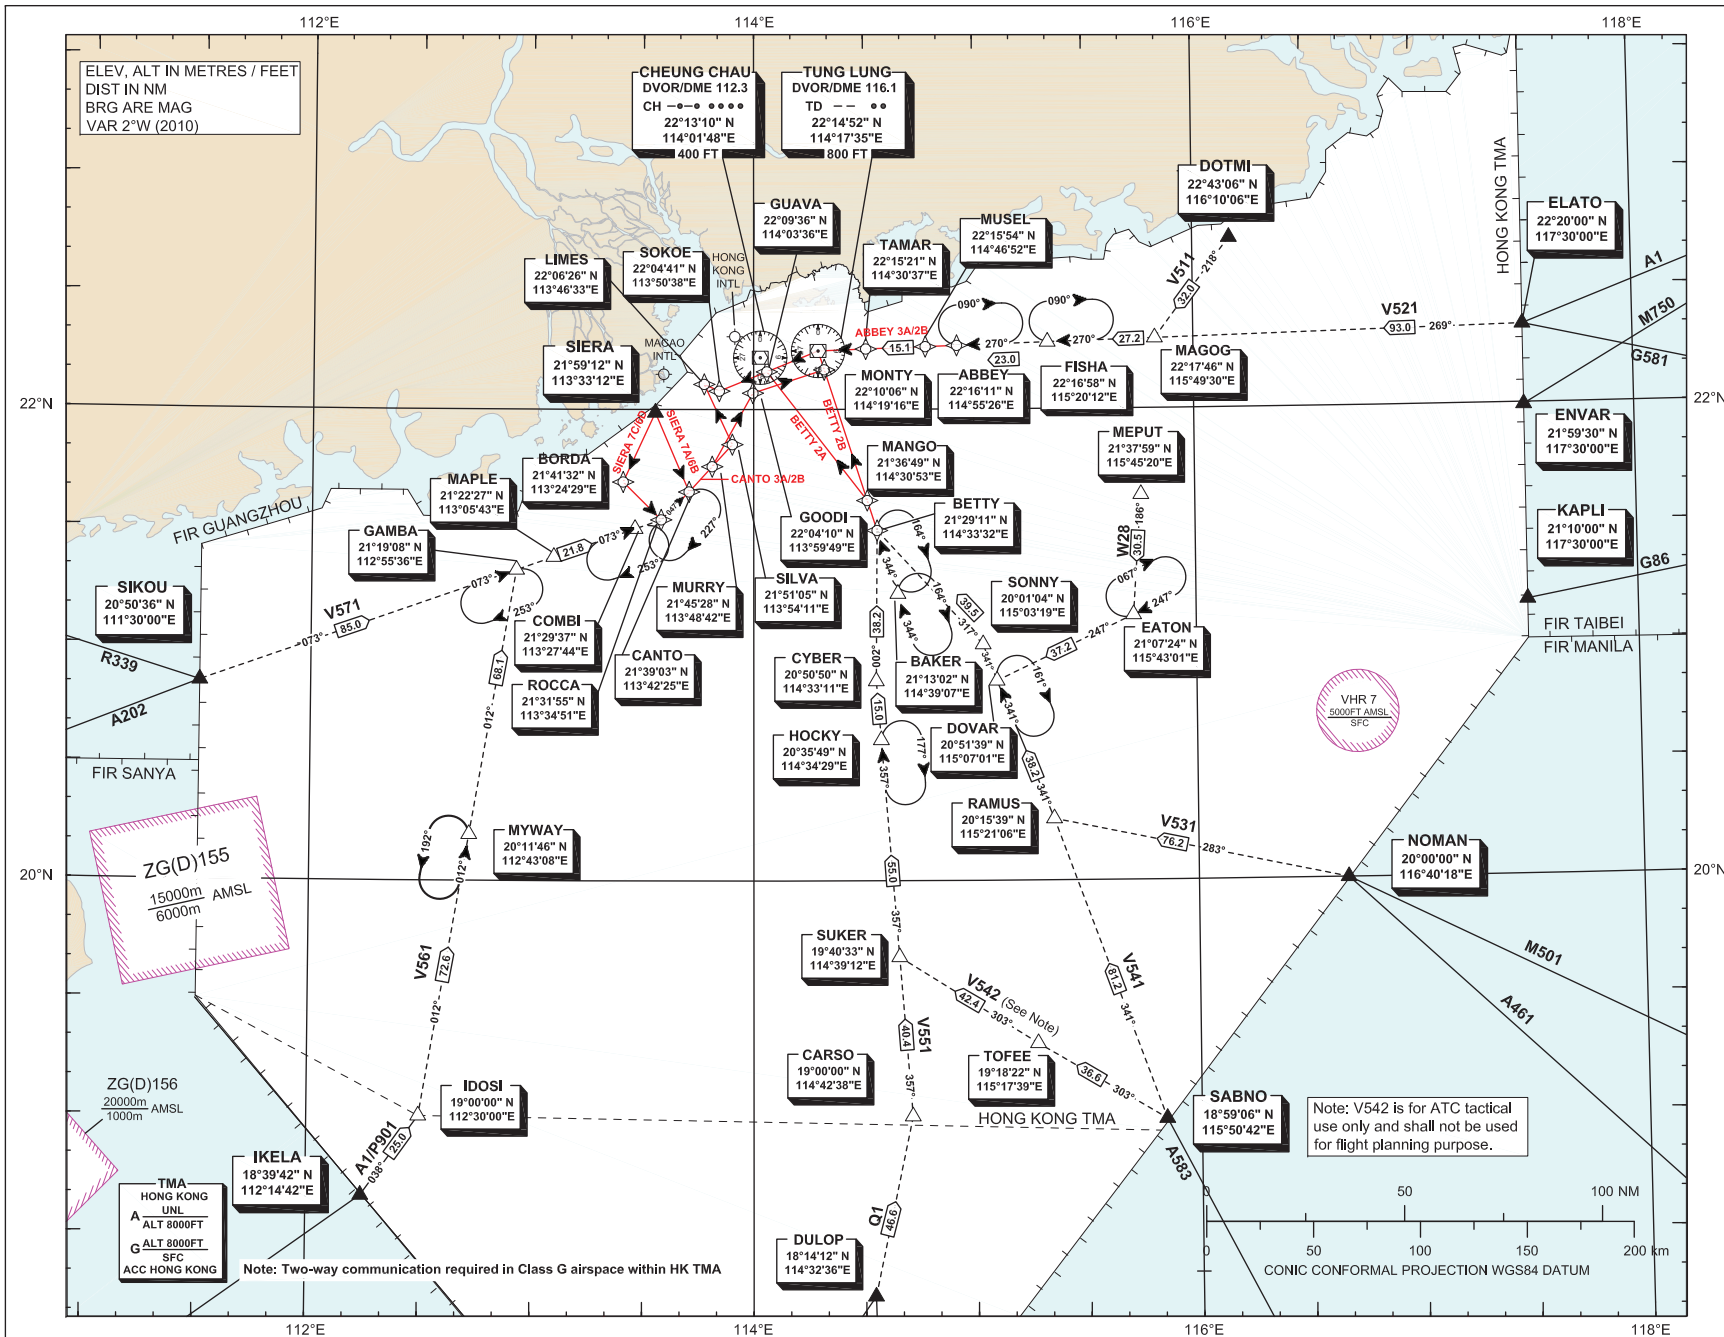 112°E
114°E
116°E
118°E
ELEV, ALT IN METRES / FEET
DIST IN NM
BRG ARE MAG
VAR 2°W (2010)
CHEUNG CHAU
DVOR/DME 112.3
CH
22°13'10" N
114°01'48"E
400 FT
TUNG LUNG
DVOR/DME 116.1
TD
22°14'52" N
114°17'35"E
800 FT
DOTMI
22°43'06" N
116°10'06"E
HONG KONG TMA
ELATO
22°20'00" N
117°30'00"E
GUAVA
22°09'36" N
114°03'36"E
MUSEL
22°15'54" N
114°46'52"E
TAMAR
22°15'21" N
114°30'37"E
SOKOE
22°04'41" N
113°50'38"E
LIMES
22°06'26" N
113°46'33"E
HONG
KONG
INTL
MACAO
INTL
SIERA
21°59'12" N
113°33'12"E
V511
218°
32.0
A1
M750
G581
V521
93.0
269°
090°
090°
270°
270°
27.2
23.0
ABBEY 3A/2B
15.1
MAGOG
22°17'46" N
115°49'30"E
FISHA
22°16'58" N
115°20'12"E
ABBEY
22°16'11" N
114°55'26"E
MONTY
22°10'06" N
114°19'16"E
22°N
22°N
ENVAR
21°59'30" N
117°30'00"E
MEPUT
21°37'59" N
115°45'20"E
MANGO
21°36'49" N
114°30'53"E
BETTY 2B
BETTY 2A
SIERA 7C/6D
SIERA 7A/6B
CANTO 3A/2B
BORDA
21°41'32" N
113°24'29"E
MAPLE
21°22'27" N
113°05'43"E
GAMBA
21°19'08" N
112°55'36"E
FIR GUANGZHOU
GOODI
22°04'10" N
113°59'49"E
BETTY
21°29'11" N
114°33'32"E
KAPLI
21°10'00" N
117°30'00"E
G86
FIR TAIBEI
FIR MANILA
W28
186°
30.5
067°
247°
047°
227°
253°
073°
21.8
164°
164°
344°
344°
39.5
317°
341°
SIKOU
20°50'36" N
111°30'00"E
V571
85.0
073°
073°
253°
R339
A202
FIR SANYA
MURRY
21°45'28" N
113°48'42"E
SILVA
21°51'05" N
113°54'11"E
COMBI
21°29'37" N
113°27'44"E
CANTO
21°39'03" N
113°42'25"E
ROCCA
21°31'55" N
113°34'51"E
SONNY
20°01'04" N
115°03'19"E
EATON
21°07'24" N
115°43'01"E
37.2
247°
BAKER
21°13'02" N
114°39'07"E
CYBER
20°50'50" N
114°33'11"E
38.2
002°
15.0
HOCKY
20°35'49" N
114°34'29"E
DOVAR
20°51'39" N
115°07'01"E
161°
341°
38.2
341°
177°
357°
68.1
012°
VHR 7
5000FT AMSL
SFC
RAMUS
20°15'39" N
115°21'06"E
V531
76.2
283°
NOMAN
20°00'00" N
116°40'18"E
MYWAY
20°11'46" N
112°43'08"E
192°
012°
ZG(D)155
15000m
6000m
AMSL
20°N
20°N
55.0
357°
SUKER
19°40'33" N
114°39'12"E
V561
72.6
012°
V542 (See Note)
42.4
303°
V541
81.2
341°
M501
A461
V551
40.4
357°
CARSO
19°00'00" N
114°42'38"E
TOFEE
19°18'22" N
115°17'39"E
36.6
303°
ZG(D)156
20000m
1000m
AMSL
IDOSI
19°00'00" N
112°30'00"E
HONG KONG TMA
SABNO
18°59'06" N
115°50'42"E
Note: V542 is for ATC tactical
use only and shall not be used
for flight planning purpose.
A1/P901
25.0
038°
IKELA
18°39'42" N
112°14'42"E
A583
TMA
HONG KONG
A
UNL
ALT 8000FT
G
ALT 8000FT
SFC
ACC HONG KONG
Q1
46.6
DULOP
18°14'12" N
114°32'36"E
Note: Two-way communication required in Class G airspace within HK TMA
0
50
100 NM
0
50
100
150
200 km
CONIC CONFORMAL PROJECTION WGS84 DATUM
112°E
114°E
116°E
118°E